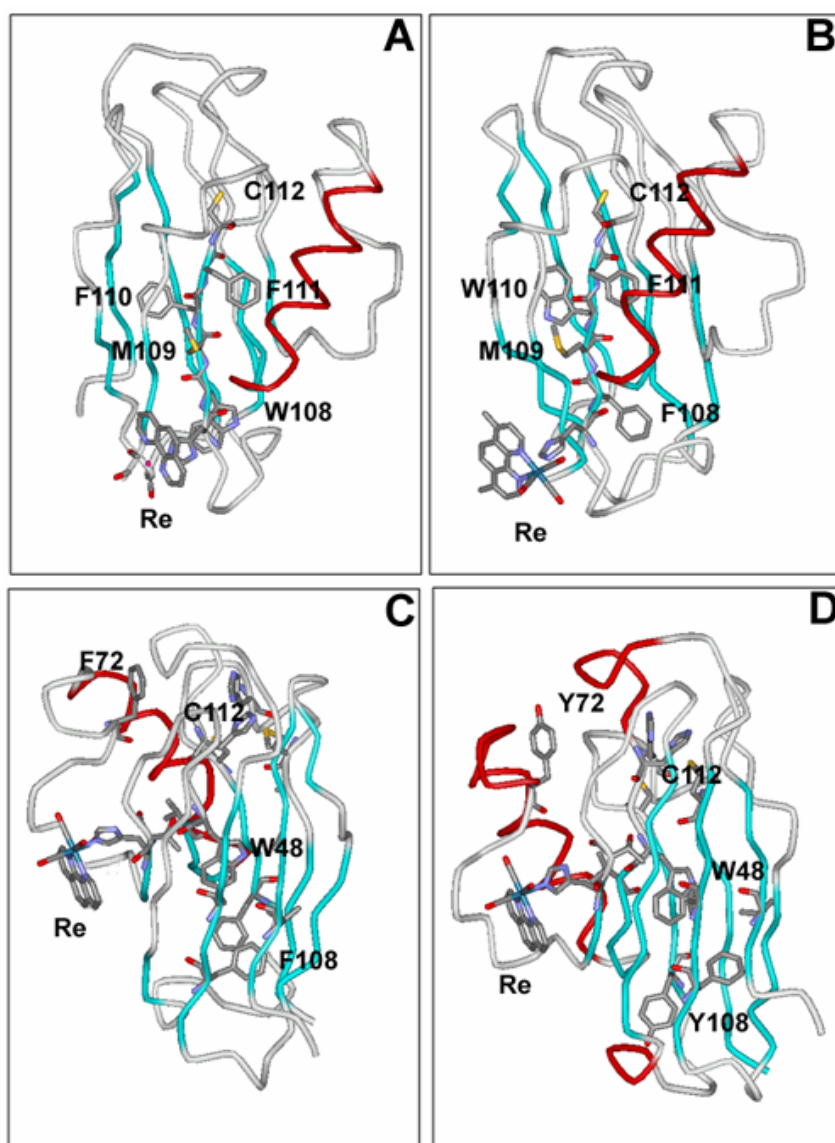 A
C112
F110
F111
M109
W108
Re
B
C112
W110
F111
M109
F108
Re
C
F72
C112
W48
Re
F108
D
Y72
C112
W48
Re
Y108